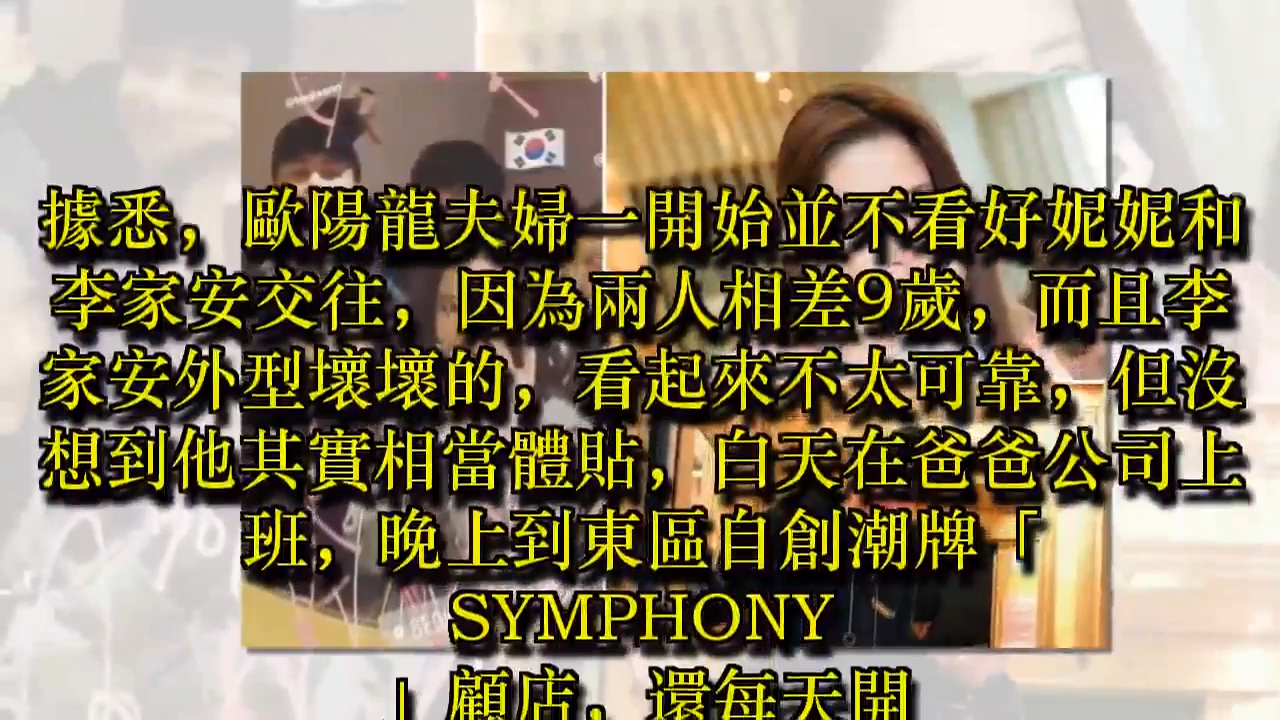 據悉，歐陽龍夫婦一開始並不看好妮妮和
李家安交往，因為兩人相差9歲，而且李
家安外型壞壞的，看起來不太可靠，但沒
想到他其實相當體貼，白天在爸爸公司上
班，晚上到東區自創潮牌「
SYMPHONY
」顧店，還每天開